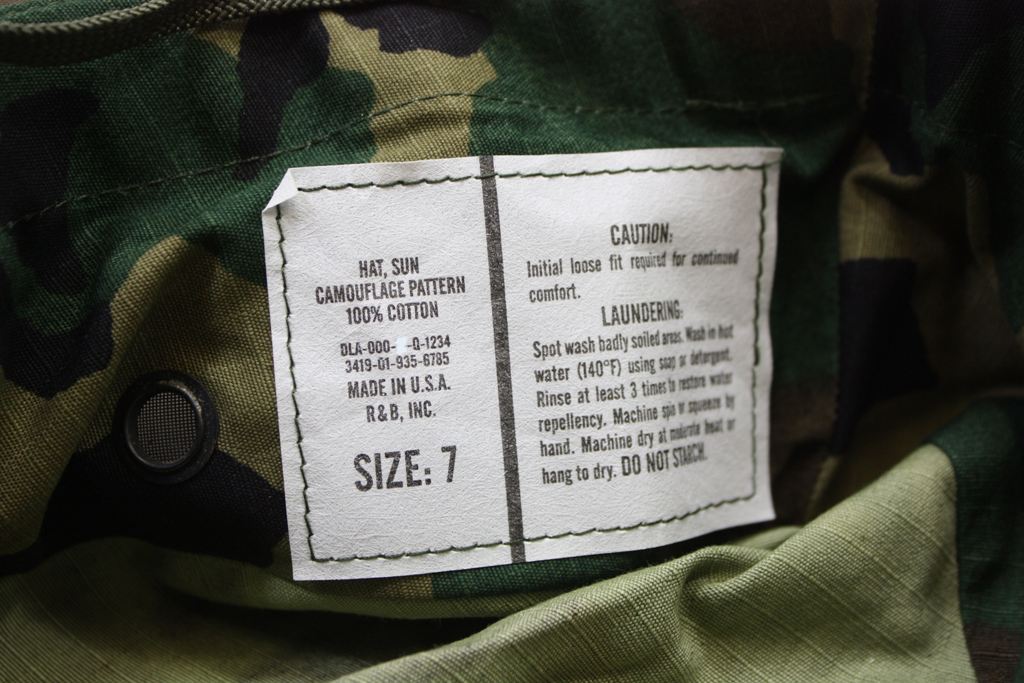 HAT, SUN
CAMOUFLAGE PATTERN
100% COTTON
DLA-000- -Q-1234
3419-01-935-6785
MADE IN U.S.A.
R&B, INC.
SIZE: 7
CAUTION:
Initial loose fit required for continued
comfort.
LAUNDERING:
Spot wash badly soiled areas. Wash in hot
water (140°F) using soap or detergent.
Rinse at least 3 times to restore water
repellency. Machine spin or squeeze by
hand. Machine dry at moderate heat or
hang to dry. DO NOT STARCH.